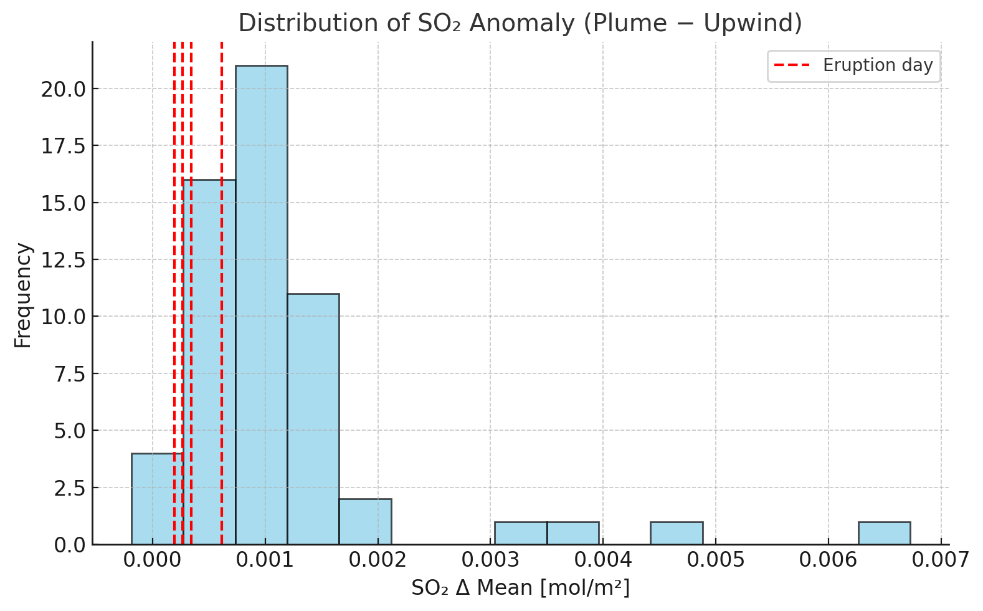 Distribution of SO₂ Anomaly (Plume − Upwind)
Eruption day
Frequency
20.0
17.5
15.0
12.5
10.0
7.5
5.0
2.5
0.0
0.000 0.001 0.002 0.003 0.004 0.005 0.006 0.007
SO₂ Δ Mean [mol/m²]